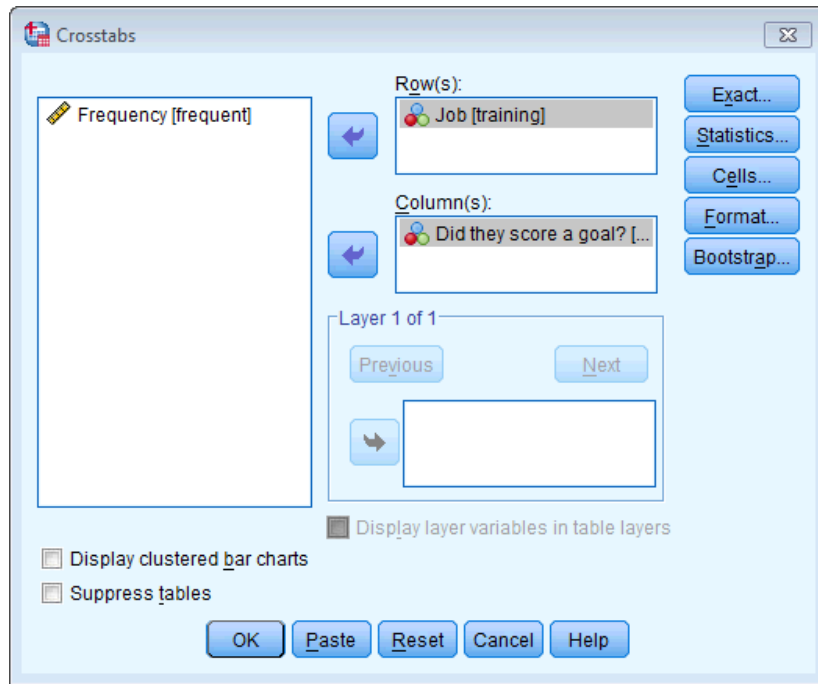 Crosstabs
Frequency [frequent]
Row(s):
Job [training]
Column(s):
Did they score a goal? [...
Layer 1 of 1
Previous
Next
Display layer variables in table layers
Exact...
Statistics...
Cells...
Format...
Bootstrap...
Display clustered bar charts
Suppress tables
OK
Paste
Reset
Cancel
Help